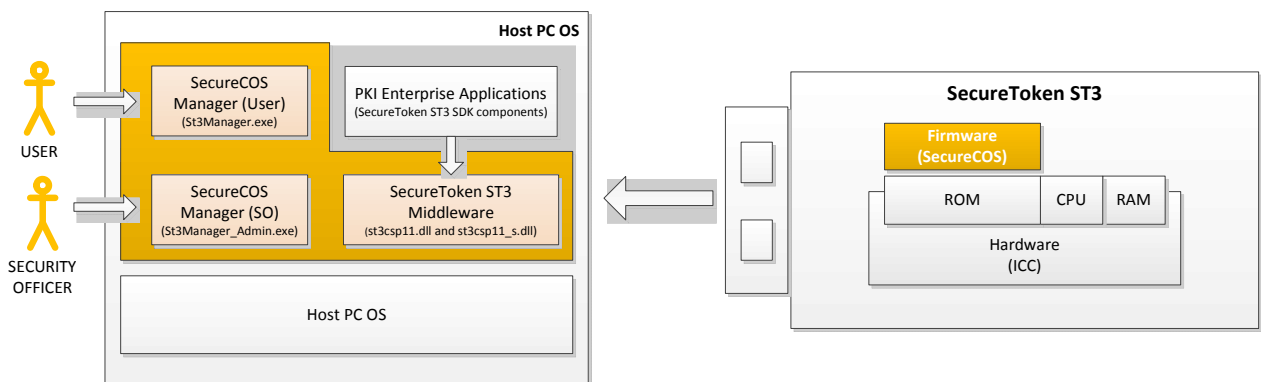 Host PC OS
SecureCOS
Manager (User)
(St3Manager.exe)
PKI Enterprise Applications
(SecureToken ST3 SDK components)
USER
SecureCOS
Manager (SO)
(St3Manager_Admin.exe)
SecureToken ST3
Middleware
(st3csp11.dll and st3csp11_s.dll)
SECURITY
OFFICER
Host PC OS
SecureToken ST3
Firmware
(SecureCOS)
ROM
CPU
RAM
Hardware
(ICC)